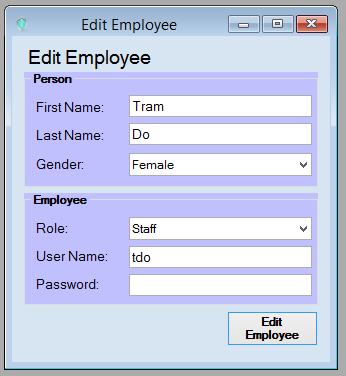 Edit Employee
Edit Employee
Person
First Name: Tram
Last Name: Do
Gender: Female
Employee
Role: Staff
User Name: tdo
Password:
Edit
Employee